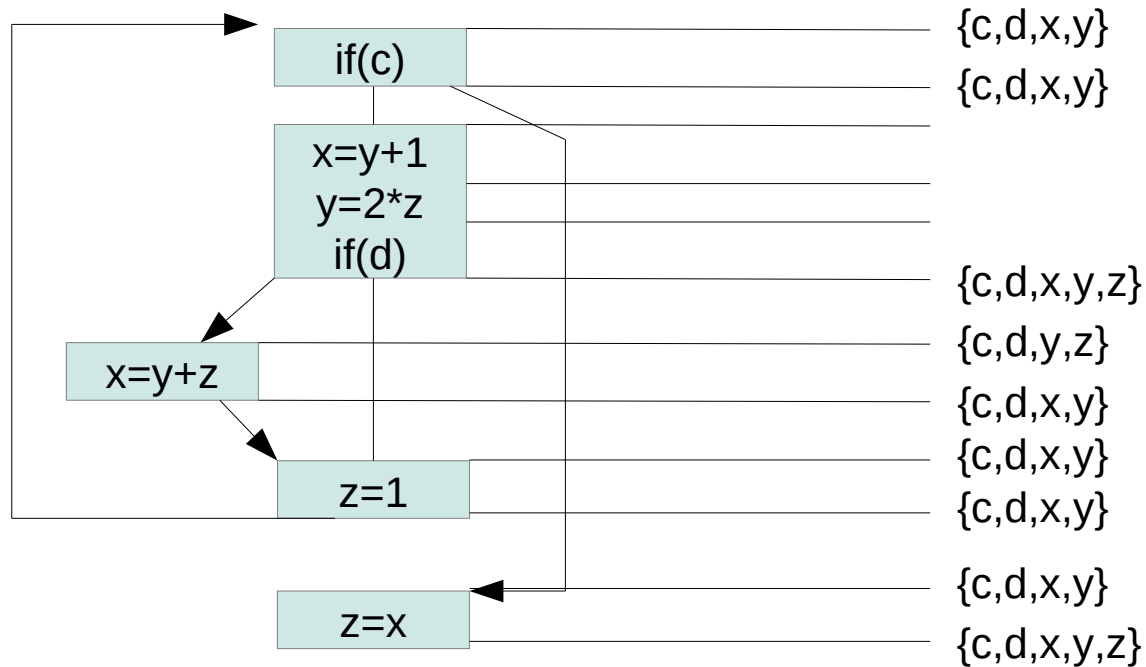 {c,d,x,y}
if(c)
{c,d,x,y}
x=y+1
y=2*z
if(d)
{c,d,x,y,z}
{c,d,y,z}
x=y+z
{c,d,x,y}
{c,d,x,y}
z=1
{c,d,x,y}
{c,d,x,y}
z=x
{c,d,x,y,z}